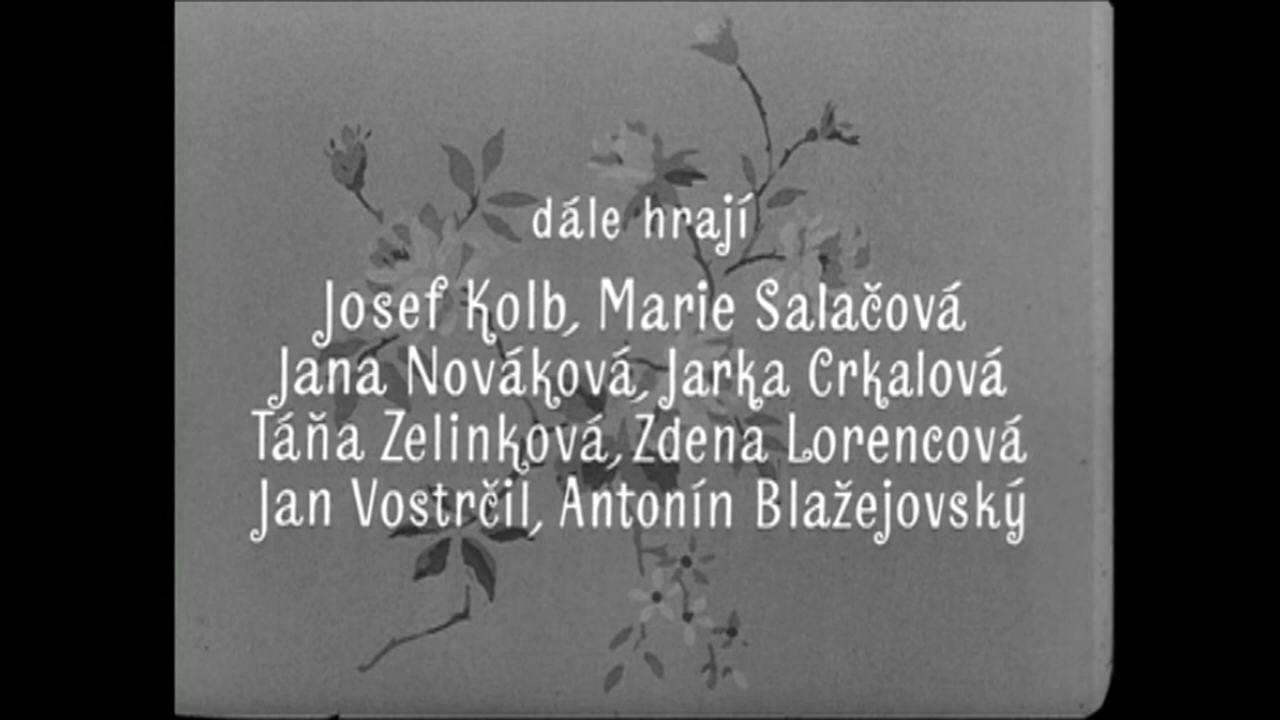 dále hrají
Josef Kolb, Marie Salačová
Jana Nováková, Jarka Crkalová
Táňa Zelinková, Zdena Lorencová
Jan Vostrčil, Antonín Blažejovský